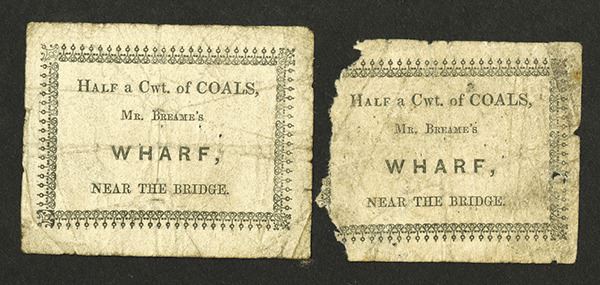 Half a Cwt. of COALS,
Mr. Breame's
WHARF,
NEAR THE BRIDGE.
Half a Cwt. of COALS,
Mr. Breame's
WHARF,
NEAR THE BRIDGE.